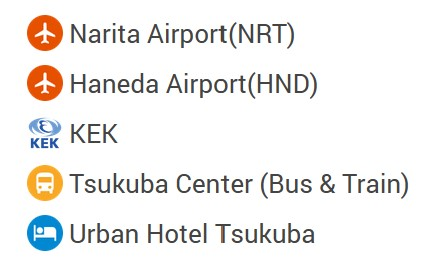 Narita Airport(NRT)
Haneda Airport(HND)
KEK KEK
Tsukuba Center (Bus & Train)
Urban Hotel Tsukuba